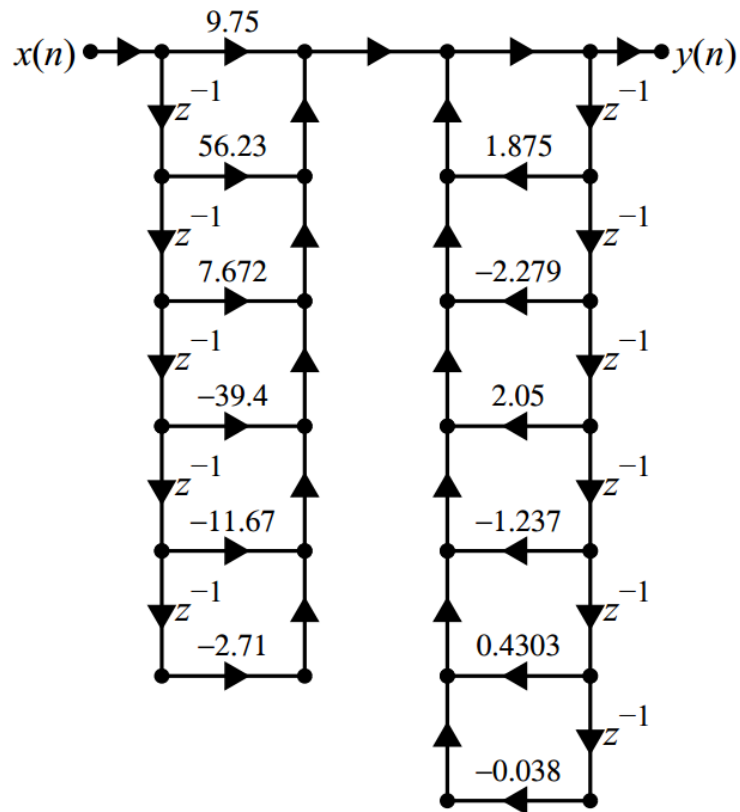 9.75
x(n) y(n)
z⁻¹ z⁻¹
56.23 1.875
z⁻¹ z⁻¹
7.672 −2.279
z⁻¹ z⁻¹
−39.4 2.05
z⁻¹ z⁻¹
−11.67 −1.237
z⁻¹ z⁻¹
−2.71 0.4303
z⁻¹
−0.038